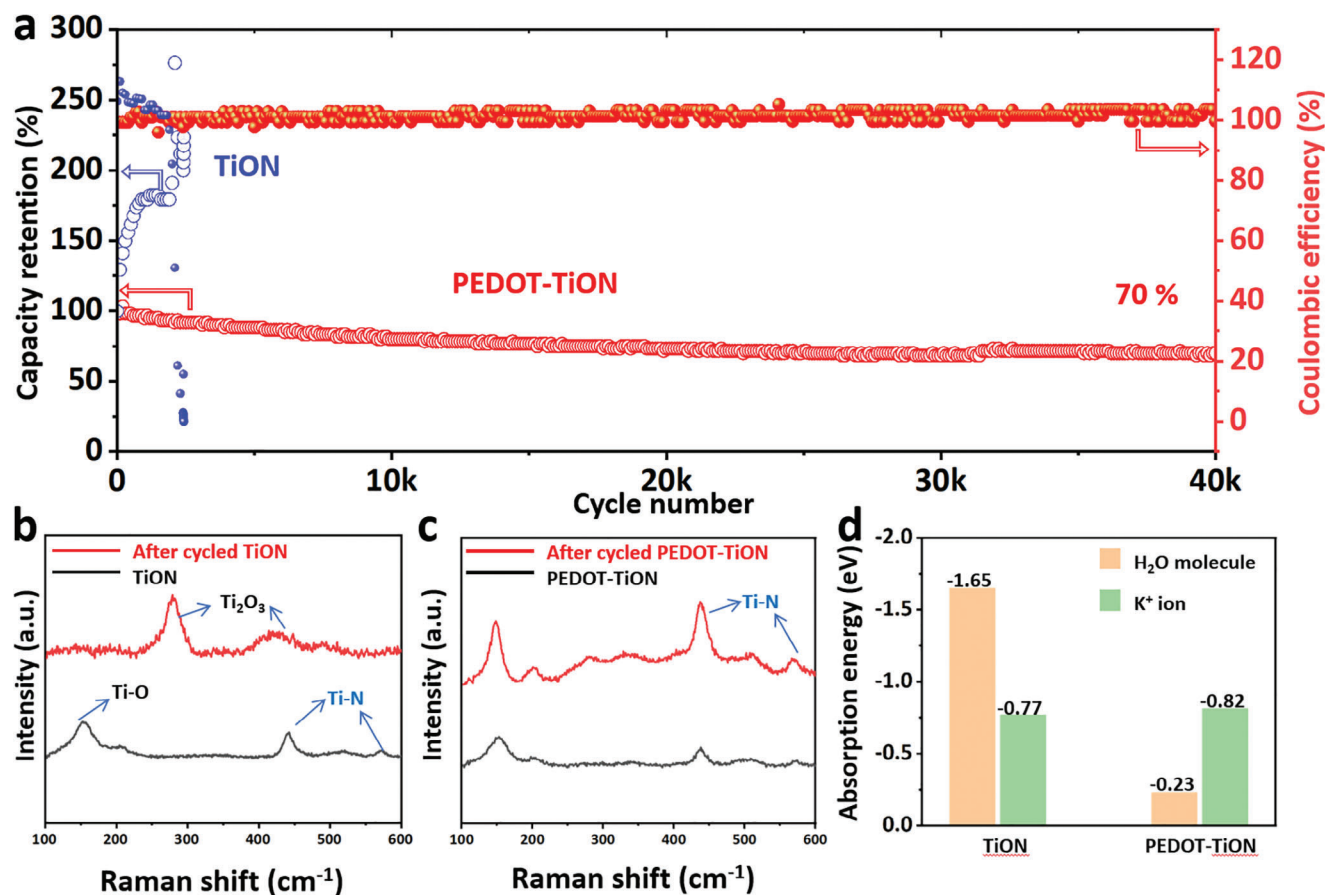 a
300
250
200
150
100
50
0
Capacity retention (%)
TiON
PEDOT-TiON
70 %
120
100
80
60
40
20
0
Coulombic efficiency (%)
0
10k
20k
30k
40k
Cycle number
b
After cycled TiON
TiON
Ti₂O₃
Ti-O
Ti-N
Intensity (a.u.)
100
200
300
400
500
600
Raman shift (cm⁻¹)
c
After cycled PEDOT-TiON
PEDOT-TiON
Ti-N
Intensity (a.u.)
100
200
300
400
500
600
Raman shift (cm⁻¹)
d
-2.0
-1.5
-1.0
-0.5
0.0
Absorption energy (eV)
H₂O molecule
K⁺ ion
-1.65
-0.77
-0.23
-0.82
TiON
PEDOT-TiON